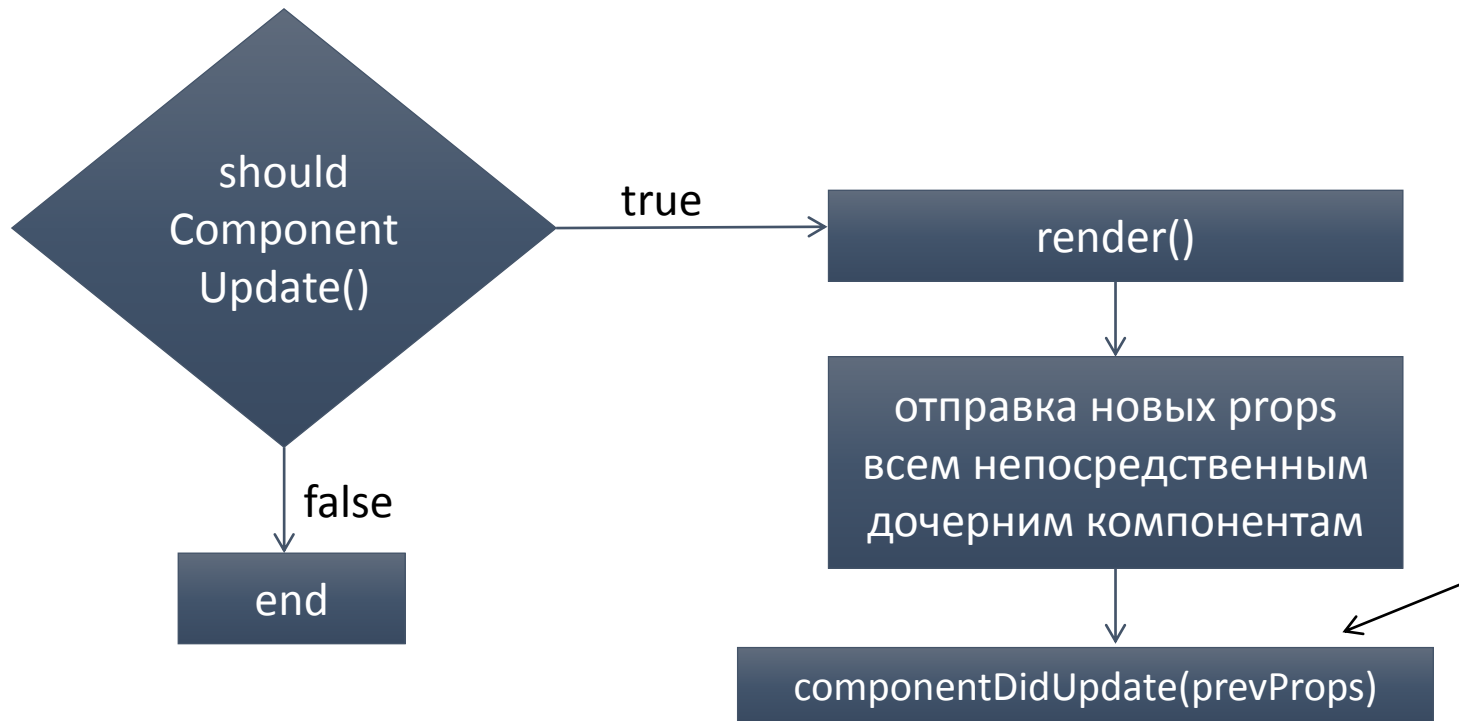 should
Component
Update()
true
render()
отправка новых props
всем непосредственным
дочерним компонентам
false
end
componentDidUpdate(prevProps)